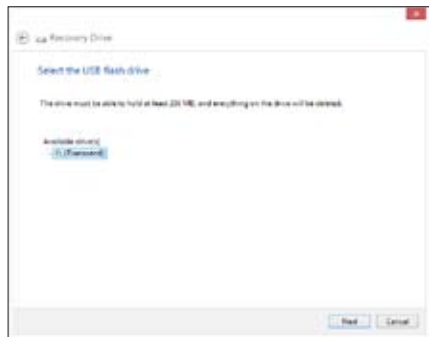 Recovery Drive
Select the USB flash drive
The drive must be able to hold at least MB, and everything on the drive will be deleted.
Available drive(s)
(Transcend)
Next
Cancel